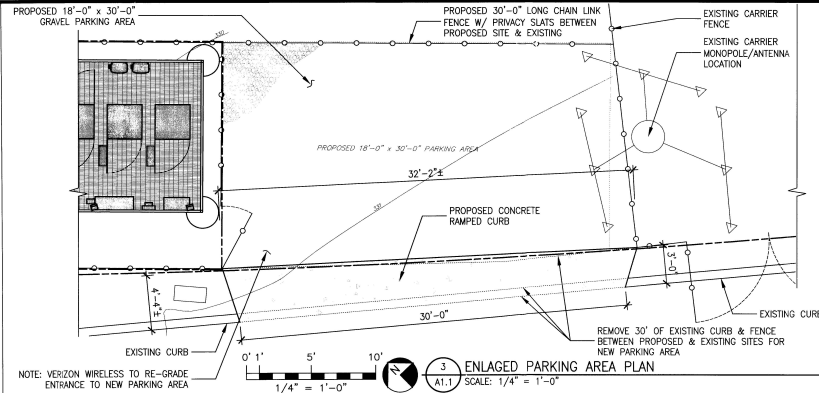 PROPOSED 18'-0" x 30'-0"
GRAVEL PARKING AREA
PROPOSED 30'-0" LONG CHAIN LINK
FENCE W/ PRIVACY SLATS BETWEEN
PROPOSED SITE & EXISTING
EXISTING CARRIER
FENCE
EXISTING CARRIER
MONOPOLE/ANTENNA
LOCATION
330'
PROPOSED 18'-0" x 30'-0" PARKING AREA
32'-2"±
331'
PROPOSED CONCRETE
RAMPED CURB
4'-4"±
3'-0"
30'-0"
EXISTING CURB
EXISTING CURB
REMOVE 30' OF EXISTING CURB & FENCE
BETWEEN PROPOSED & EXISTING SITES FOR
NEW PARKING AREA
NOTE: VERIZON WIRELESS TO RE-GRADE
ENTRANCE TO NEW PARKING AREA
0' 1' 5' 10'
1/4" = 1'-0"
N
3
A1.1
ENLAGED PARKING AREA PLAN
SCALE: 1/4" = 1'-0"